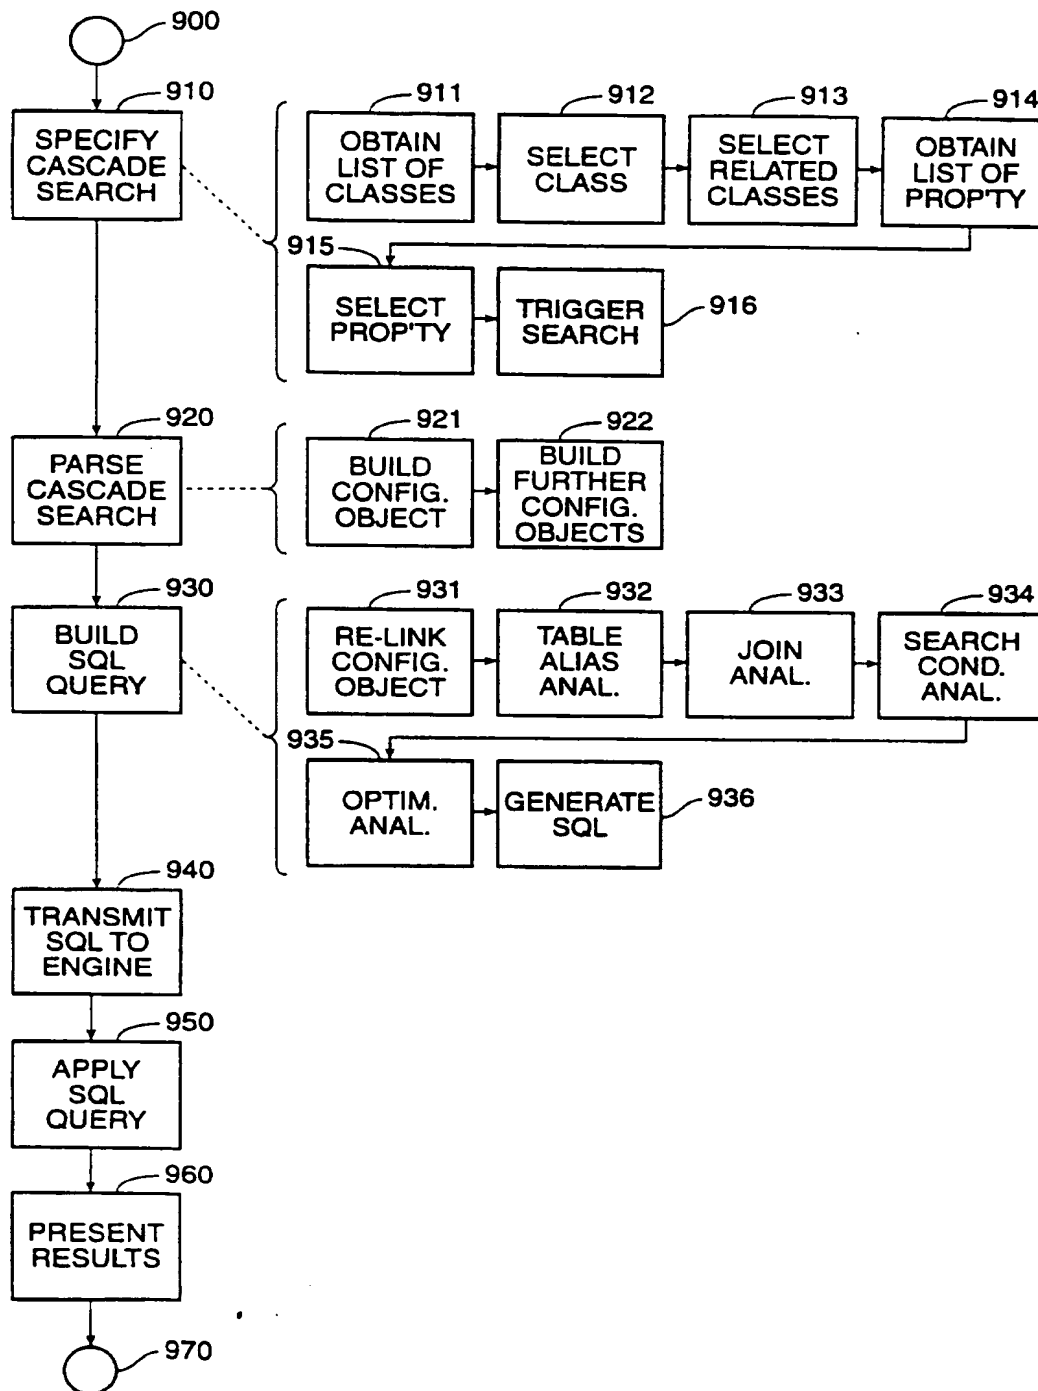 900
910
SPECIFY
CASCADE
SEARCH
911
OBTAIN
LIST OF
CLASSES
912
SELECT
CLASS
913
SELECT
RELATED
CLASSES
914
OBTAIN
LIST OF
PROP'TY
915
SELECT
PROP'TY
TRIGGER
SEARCH
916
920
PARSE
CASCADE
SEARCH
921
BUILD
CONFIG.
OBJECT
922
BUILD
FURTHER
CONFIG.
OBJECTS
930
BUILD
SQL
QUERY
931
RE-LINK
CONFIG.
OBJECT
932
TABLE
ALIAS
ANAL.
933
JOIN
ANAL.
934
SEARCH
COND.
ANAL.
935
OPTIM.
ANAL.
GENERATE
SQL
936
940
TRANSMIT
SQL TO
ENGINE
950
APPLY
SQL
QUERY
960
PRESENT
RESULTS
970